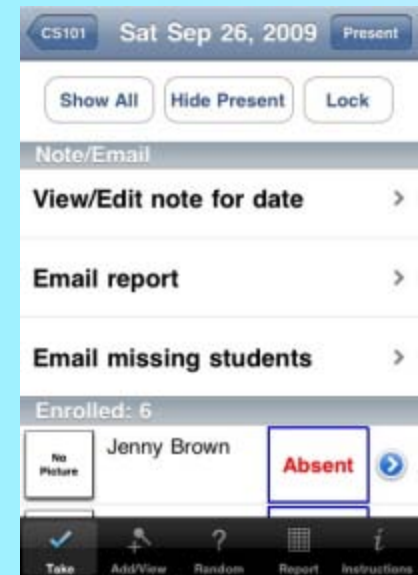 CS101 Sat Sep 26, 2009 Present
Show All Hide Present Lock
Note/Email
View/Edit note for date
Email report
Email missing students
Enrolled: 6
No Picture Jenny Brown Absent
Take Add/View Random Report Instructions